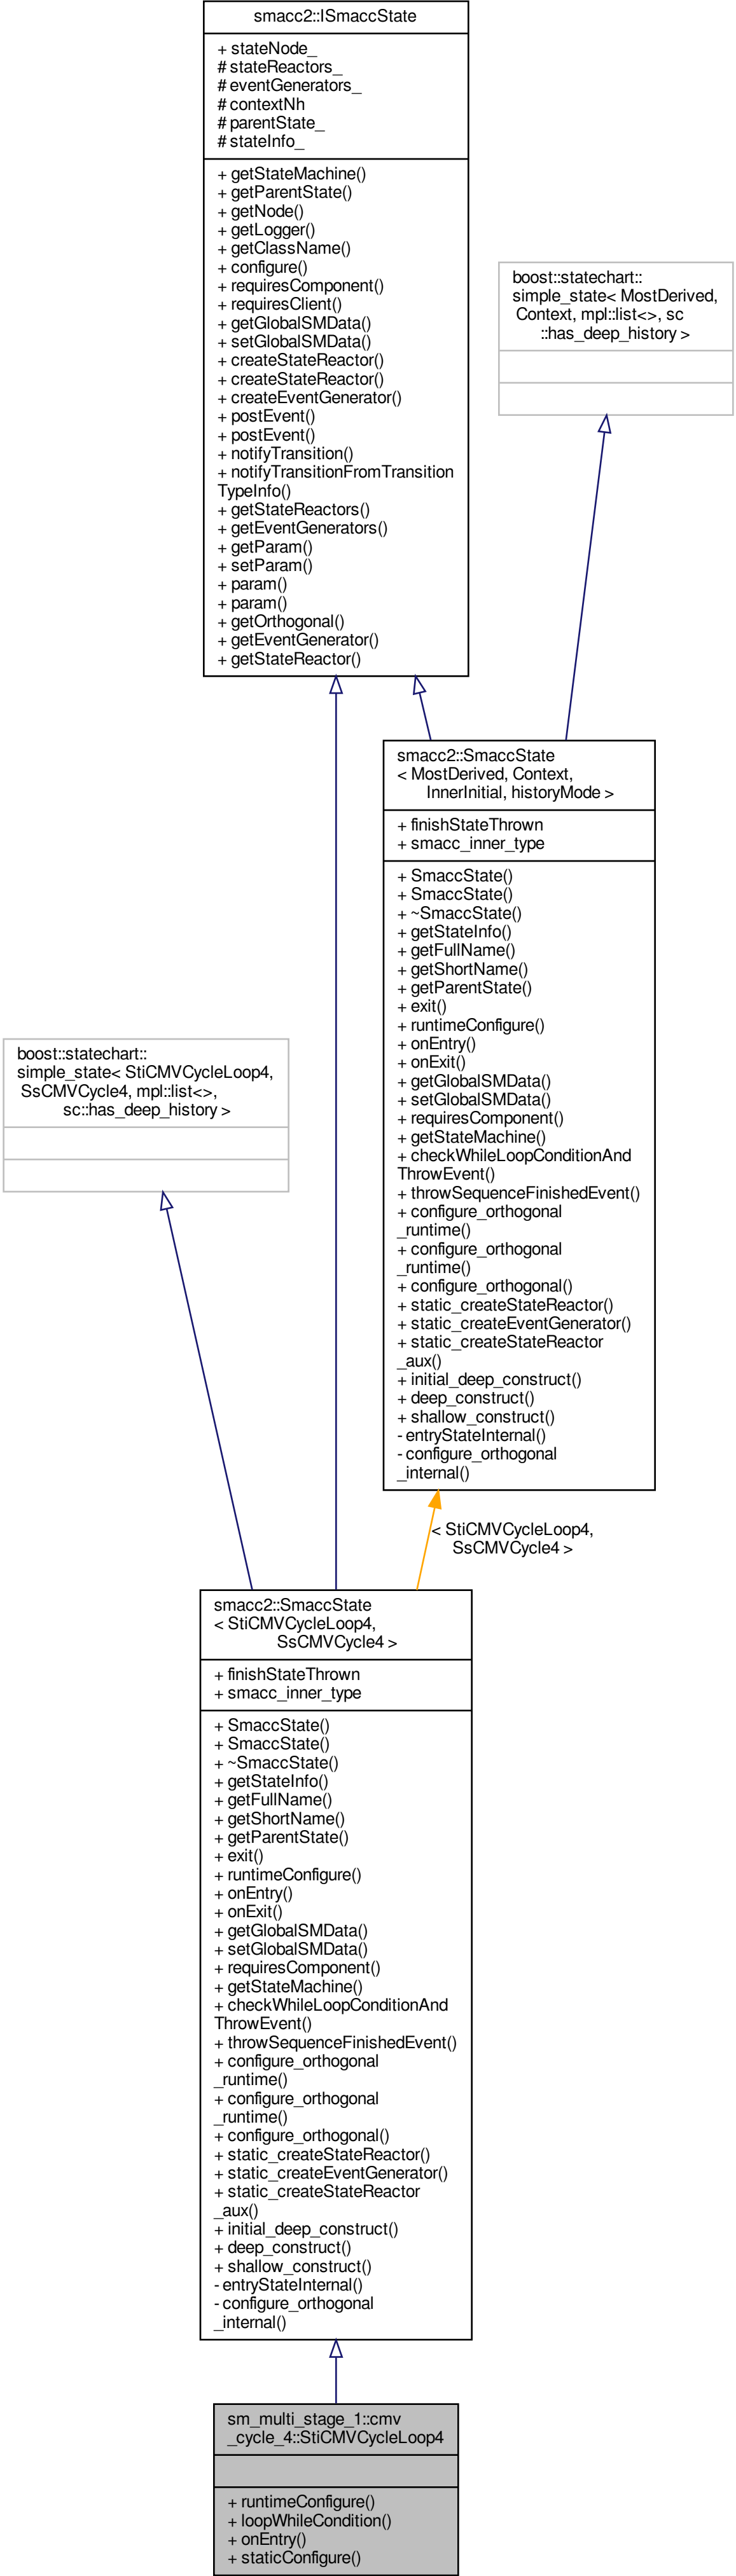 smacc2::ISmaccState
+ stateNode_
# stateReactors_
# eventGenerators_
# contextNh
# parentState_
# stateInfo_
+ getStateMachine()
+ getParentState()
+ getNode()
+ getLogger()
+ getClassName()
+ configure()
+ requiresComponent()
+ requiresClient()
+ getGlobalSMData()
+ setGlobalSMData()
+ createStateReactor()
+ createStateReactor()
+ createEventGenerator()
+ postEvent()
+ postEvent()
+ notifyTransition()
+ notifyTransitionFromTransition
TypeInfo()
+ getStateReactors()
+ getEventGenerators()
+ getParam()
+ setParam()
+ param()
+ param()
+ getOrthogonal()
+ getEventGenerator()
+ getStateReactor()
boost::statechart::
simple_state< MostDerived,
Context, mpl::list<>, sc
::has_deep_history >
smacc2::SmaccState
< MostDerived, Context,
InnerInitial, historyMode >
+ finishStateThrown
+ smacc_inner_type
+ SmaccState()
+ SmaccState()
+ ~SmaccState()
+ getStateInfo()
+ getFullName()
+ getShortName()
+ getParentState()
+ exit()
+ runtimeConfigure()
+ onEntry()
+ onExit()
+ getGlobalSMData()
+ setGlobalSMData()
+ requiresComponent()
+ getStateMachine()
+ checkWhileLoopConditionAnd
ThrowEvent()
+ throwSequenceFinishedEvent()
+ configure_orthogonal
_runtime()
+ configure_orthogonal
_runtime()
+ configure_orthogonal()
+ static_createStateReactor()
+ static_createEventGenerator()
+ static_createStateReactor
_aux()
+ initial_deep_construct()
+ deep_construct()
+ shallow_construct()
- entryStateInternal()
- configure_orthogonal
_internal()
boost::statechart::
simple_state< StiCMVCycleLoop4,
SsCMVCycle4, mpl::list<>,
sc::has_deep_history >
< StiCMVCycleLoop4,
SsCMVCycle4 >
smacc2::SmaccState
< StiCMVCycleLoop4,
SsCMVCycle4 >
+ finishStateThrown
+ smacc_inner_type
+ SmaccState()
+ SmaccState()
+ ~SmaccState()
+ getStateInfo()
+ getFullName()
+ getShortName()
+ getParentState()
+ exit()
+ runtimeConfigure()
+ onEntry()
+ onExit()
+ getGlobalSMData()
+ setGlobalSMData()
+ requiresComponent()
+ getStateMachine()
+ checkWhileLoopConditionAnd
ThrowEvent()
+ throwSequenceFinishedEvent()
+ configure_orthogonal
_runtime()
+ configure_orthogonal
_runtime()
+ configure_orthogonal()
+ static_createStateReactor()
+ static_createEventGenerator()
+ static_createStateReactor
_aux()
+ initial_deep_construct()
+ deep_construct()
+ shallow_construct()
- entryStateInternal()
- configure_orthogonal
_internal()
sm_multi_stage_1::cmv
_cycle_4::StiCMVCycleLoop4
+ runtimeConfigure()
+ loopWhileCondition()
+ onEntry()
+ staticConfigure()